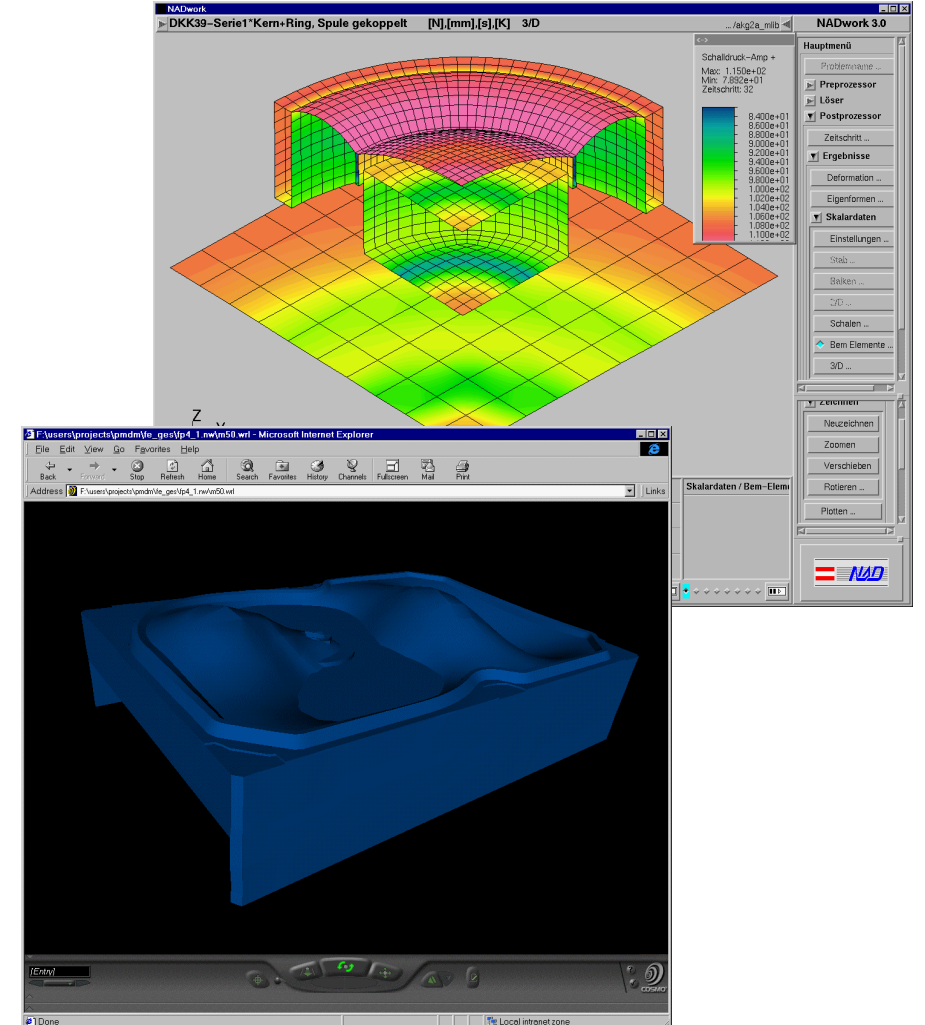 NADwork
DKK39-Serie1*Kern+Ring, Spule gekoppelt [N],[mm],[s],[K] 3/D
.../akg2a_mlib
NADwork 3.0
Schalldruck-Amp +
Max: 1.150e+02
Min: 7.892e+01
Zeitschritt: 32
8.400e+01
8.600e+01
8.800e+01
9.000e+01
9.200e+01
9.400e+01
9.600e+01
9.800e+01
1.000e+02
1.020e+02
1.040e+02
1.060e+02
1.080e+02
1.100e+02
Hauptmenü
Problemname ...
Preprozessor
Löser
Postprozessor
Zeitschritt ...
Ergebnisse
Deformation ...
Eigenformen ...
Skalardaten
Einstellungen ...
Stab ...
Balken ...
2/D ...
Schalen ...
Bem Elemente ...
3/D ...
Zeichnen
Neuzeichnen
Zoomen
Verschieben
Rotieren ...
Plotten ...
NAD
Z
Skalardaten / Bem-Elem
F:\users\projects\pmdm\fe_ges\fp4_1.nw\m50.wrl - Microsoft Internet Explorer
File Edit View Go Favorites Help
Back Forward Stop Refresh Home Search Favorites History Channels Fullscreen Mail Print
Address F:\users\projects\pmdm\fe_ges\fp4_1.nw\m50.wrl Links
[Entry]
COSMO
Done Local intranet zone